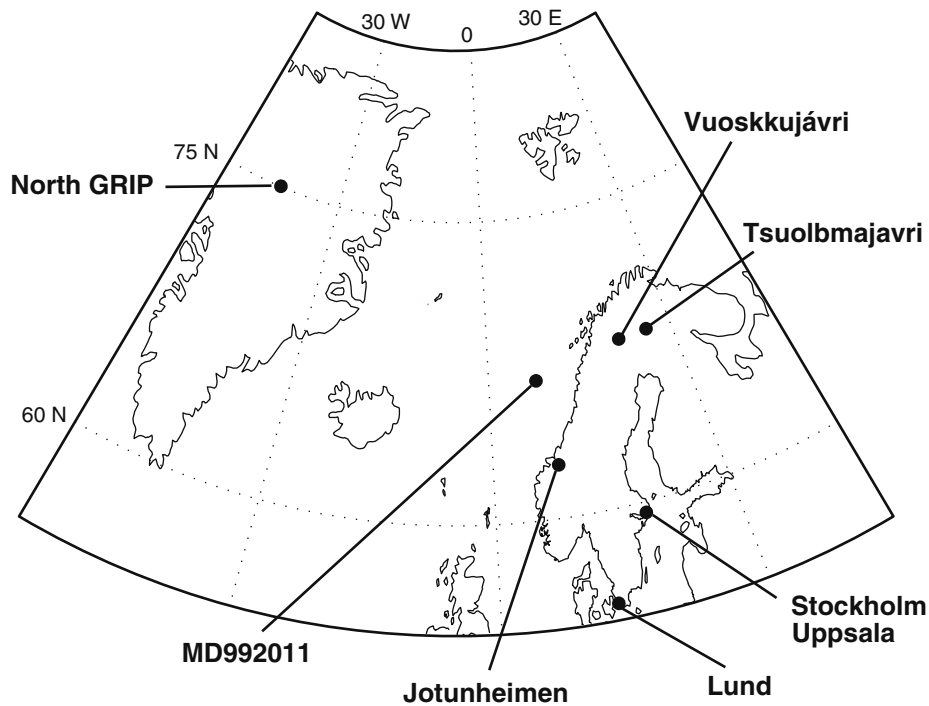 30 W
0
30 E
Vuoskkujávri
75 N
North GRIP
Tsuolbmajavri
60 N
Stockholm
Uppsala
MD992011
Jotunheimen
Lund